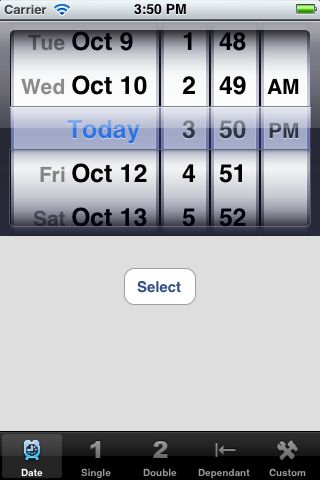 Carrier 3:50 PM
Tue Oct 9 1 48
Wed Oct 10 2 49 AM
Today 3 50 PM
Fri Oct 12 4 51
Sat Oct 13 5 52
Select
1 2
Date Single Double Dependant Custom